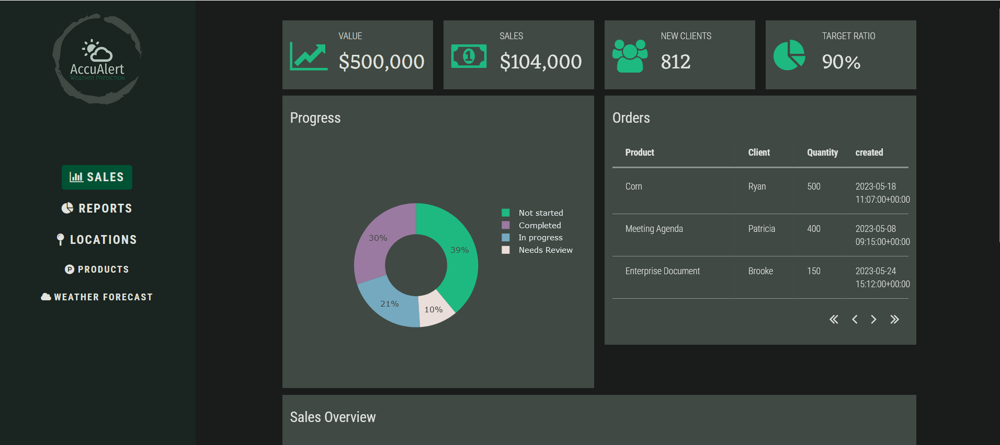 AccuAlert
Weather Prediction
SALES
REPORTS
LOCATIONS
P PRODUCTS
WEATHER FORECAST
VALUE
$500,000
1
SALES
$104,000
NEW CLIENTS
812
TARGET RATIO
90%
Progress
39%
30%
21%
10%
Not started
Completed
In progress
Needs Review
Orders
Product Client Quantity created
Corn Ryan 500 2023-05-18
11:07:00+00:00
Meeting Agenda Patricia 400 2023-05-08
09:15:00+00:00
Enterprise Document Brooke 150 2023-05-24
15:12:00+00:00
Sales Overview